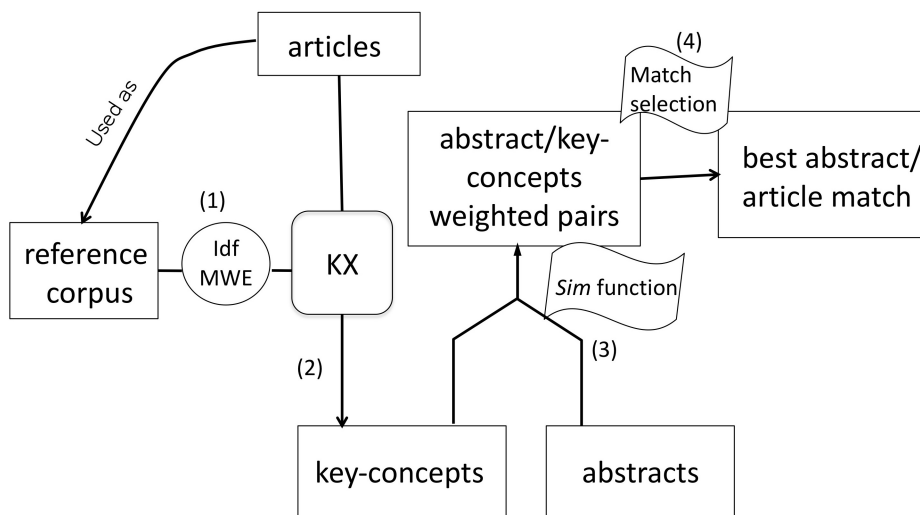 articles
(4)
Match
selection
Used as
abstract/key-
concepts
weighted pairs
best abstract/
article match
(1)
reference
corpus
Idf
MWE
KX
Sim function
(2)
(3)
key-concepts
abstracts